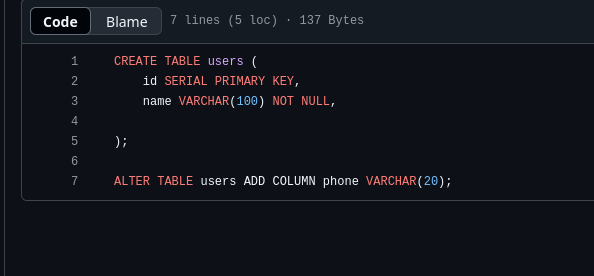 Code Blame 7 lines (5 loc) · 137 Bytes
1 CREATE TABLE users (
2     id SERIAL PRIMARY KEY,
3     name VARCHAR(100) NOT NULL,
4
5 );
6
7 ALTER TABLE users ADD COLUMN phone VARCHAR(20);